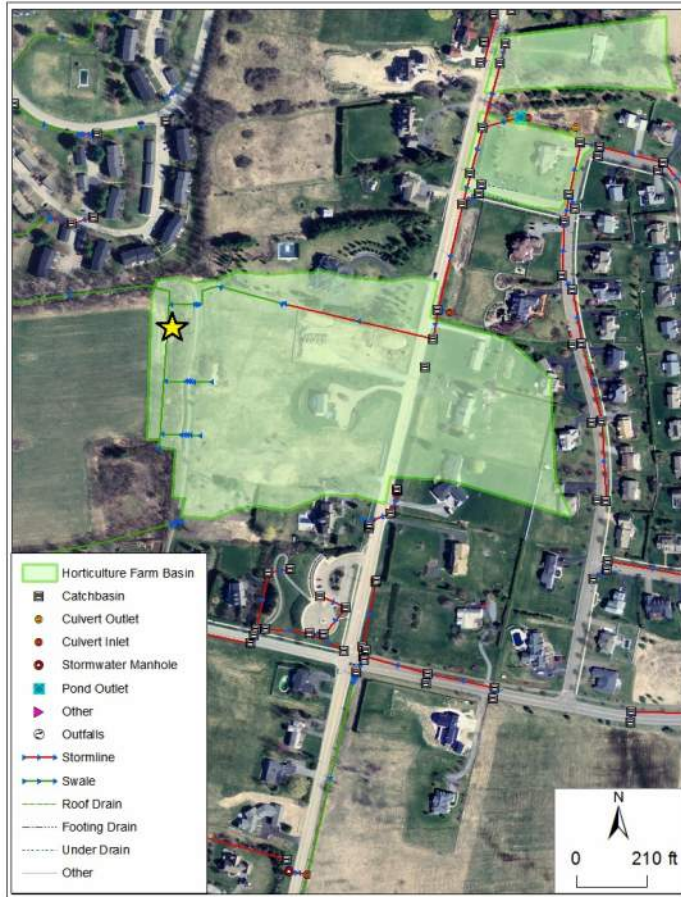 Horticulture Farm Basin
Catchbasin
Culvert Outlet
Culvert Inlet
Stormwater Manhole
Pond Outlet
Other
Outfalls
Stormline
Swale
Roof Drain
Footing Drain
Under Drain
Other
N
0 210 ft